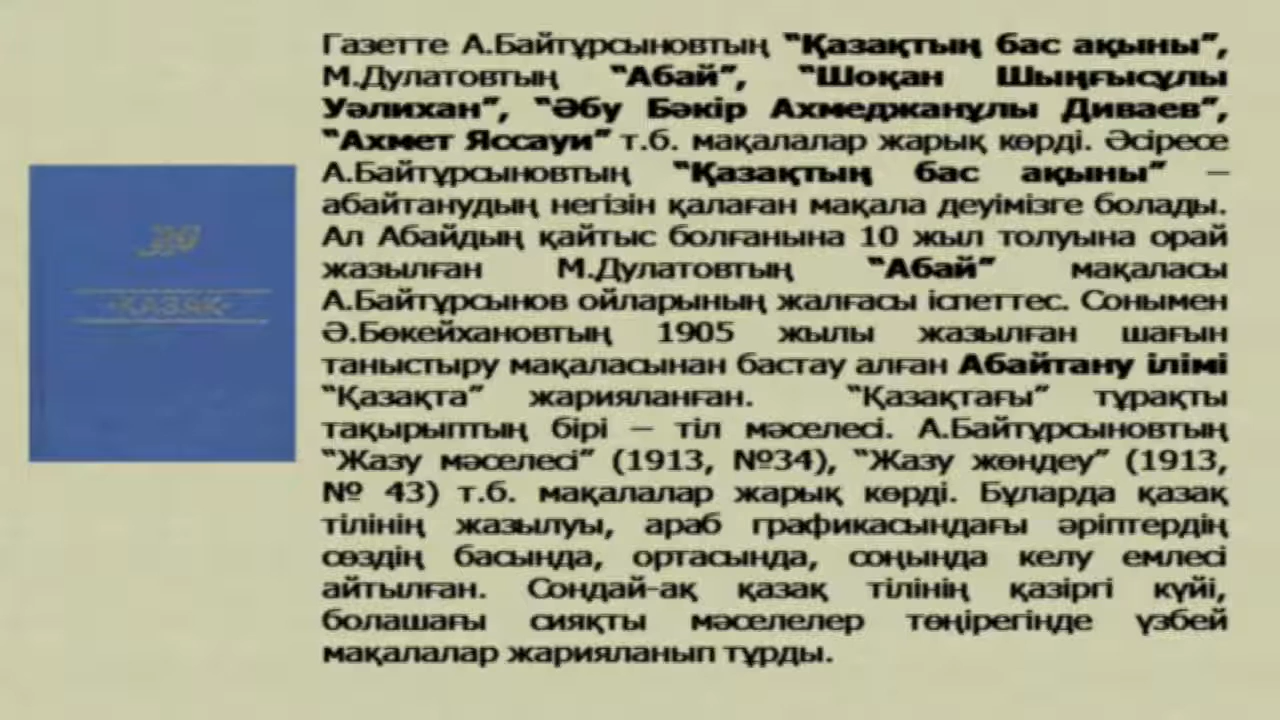 Газетте А.Байтұрсыновтың “Қазақтың бас ақыны”,
М.Дулатовтың “Абай”, “Шоқан Шыңғысұлы
Уәлихан”, “Әбу Бәкір Ахмеджанұлы Диваев”,
“Ахмет Яссауи” т.б. мақалалар жарық көрді. Әсіресе
А.Байтұрсыновтың “Қазақтың бас ақыны” –
абайтанудың негізін қалаған мақала деуімізге болады.
Ал Абайдың қайтыс болғанына 10 жыл толуына орай
жазылған М.Дулатовтың “Абай” мақаласы
А.Байтұрсынов ойларының жалғасы іспеттес. Сонымен
Ә.Бөкейхановтың 1905 жылы жазылған шағын
таныстыру мақаласынан бастау алған Абайтану ілімі
“Қазақта” жарияланған. “Қазақтағы” тұрақты
тақырыптың бірі – тіл мәселесі. А.Байтұрсыновтың
“Жазу мәселесі” (1913, №34), “Жазу жөндеу” (1913,
№ 43) т.б. мақалалар жарық көрді. Бұларда қазақ
тілінің жазылуы, араб графикасындағы әріптердің
сөздің басында, ортасында, соңында келу емлесі
айтылған. Сондай-ақ қазақ тілінің қазіргі күйі,
болашағы сияқты мәселелер төңірегінде үзбей
мақалалар жарияланып тұрды.
ҚАЗАҚ